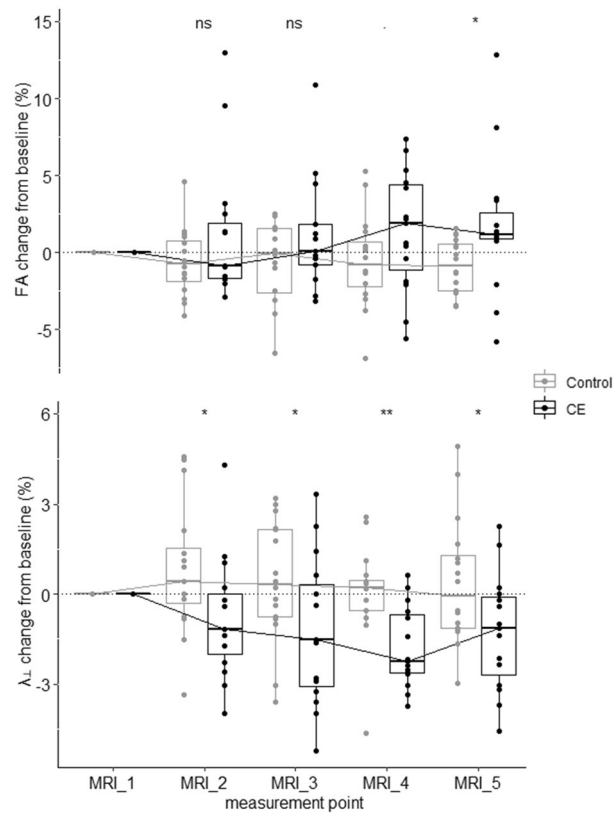 FA change from baseline (%)
15
10
5
0
-5
ns ns . *
Control
CE
λ⊥ change from baseline (%)
6
3
0
-3
* * ** *
MRI_1 MRI_2 MRI_3 MRI_4 MRI_5
measurement point